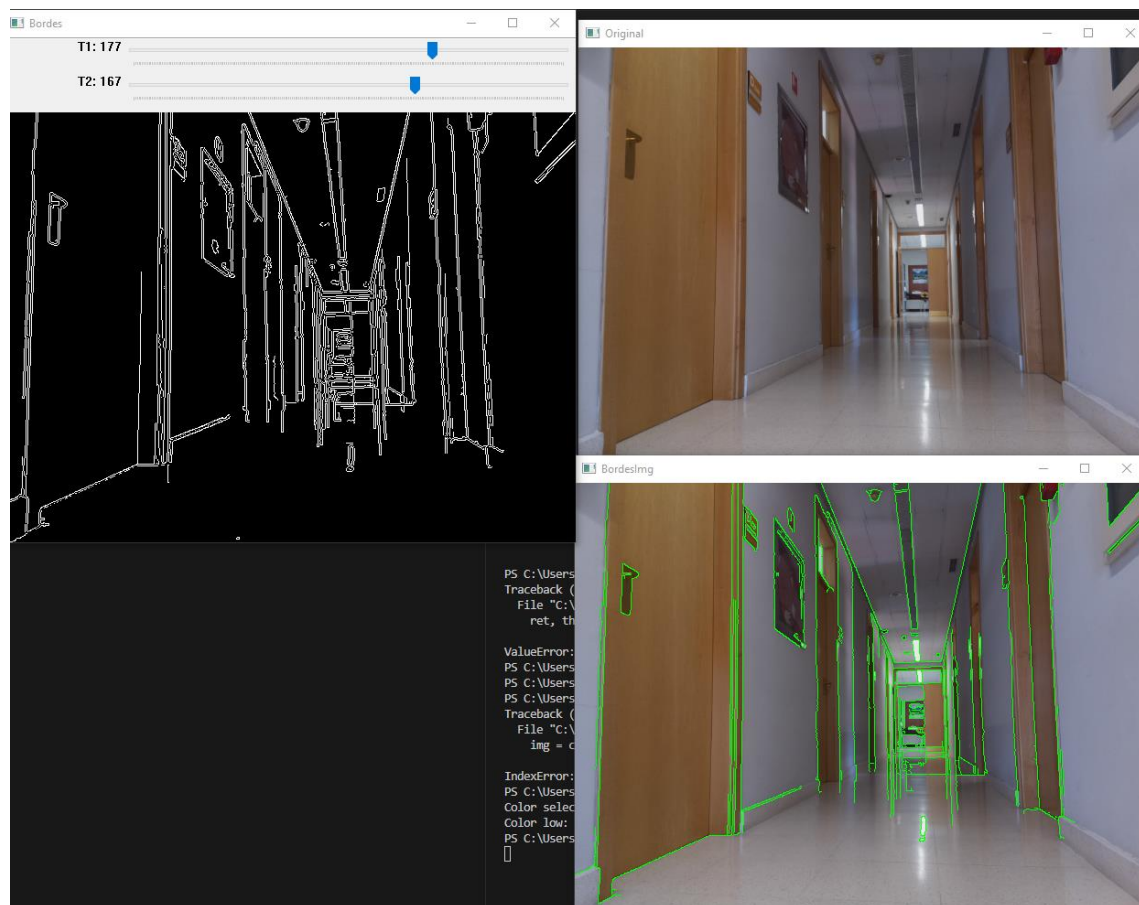 Bordes
T1: 177
T2: 167
Original
BordesImg
PS C:\Users
Traceback (
File "C:\
ret, th
ValueError:
PS C:\Users
PS C:\Users
PS C:\Users
Traceback (
File "C:\
img = c
IndexError:
PS C:\Users
Color selec
Color low:
PS C:\Users